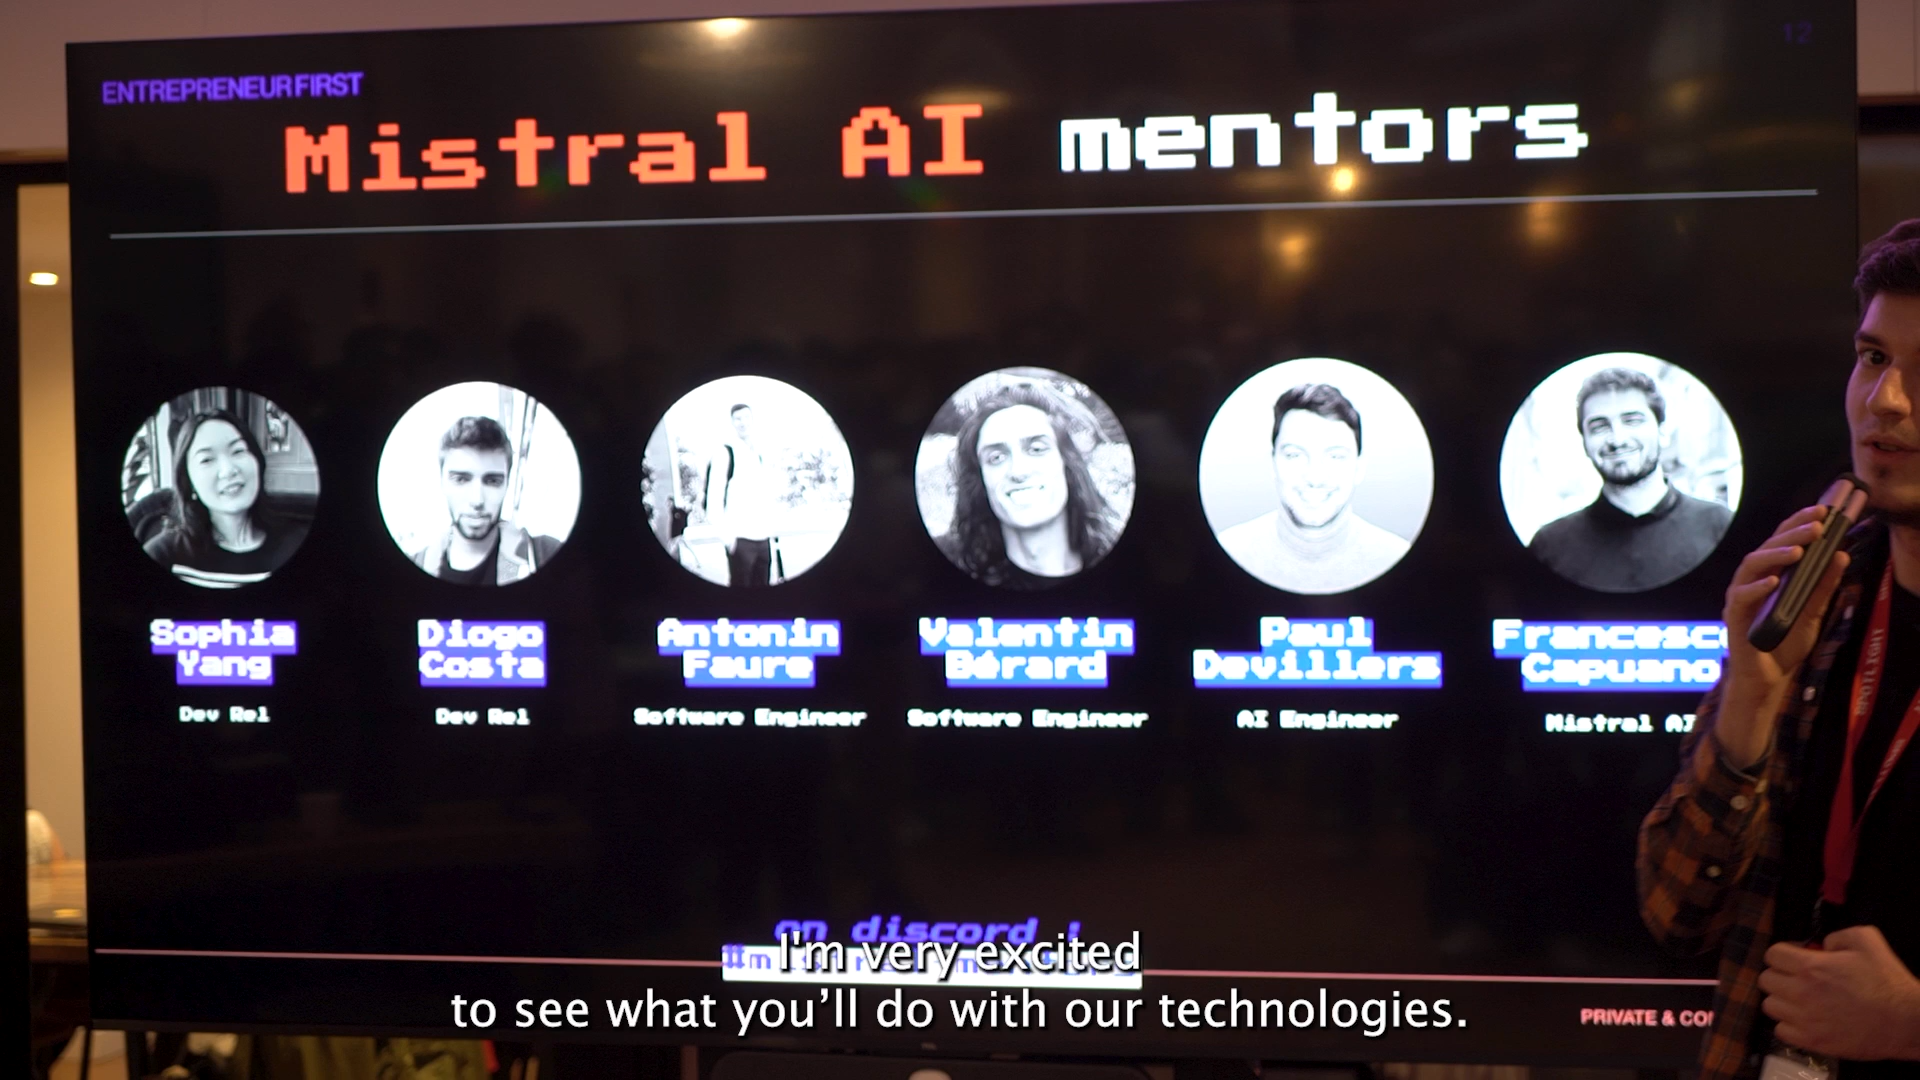 12
ENTREPRENEUR FIRST
Mistral AI mentors
Sophia
Yang
Dev Rel
Diogo
Costa
Dev Rel
Antonin
Faure
Software Engineer
Valentin
Bérard
Software Engineer
Paul
Devillers
AI Engineer
Francesc
Capuano
Mistral AI
on discord !
I'm very excited
to see what you’ll do with our technologies.
PRIVATE & CO
SPOTLIGHT